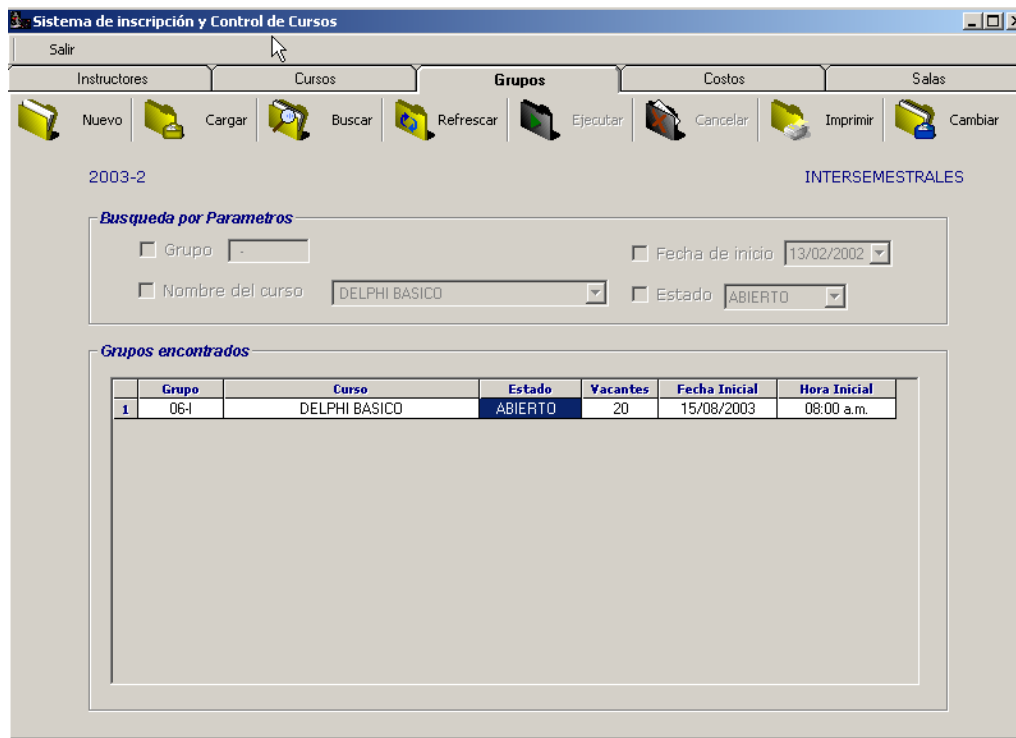 Sistema de inscripción y Control de Cursos
Salir
Instructores Cursos Grupos Costos Salas
Nuevo Cargar Buscar Refrescar Ejecutar Cancelar Imprimir Cambiar
2003-2 INTERSEMESTRALES
Busqueda por Parametros
Grupo - Fecha de inicio 13/02/2002
Nombre del curso DELPHI BASICO Estado ABIERTO
Grupos encontrados
Grupo Curso Estado Vacantes Fecha Inicial Hora Inicial
1 06-I DELPHI BASICO ABIERTO 20 15/08/2003 08:00 a.m.